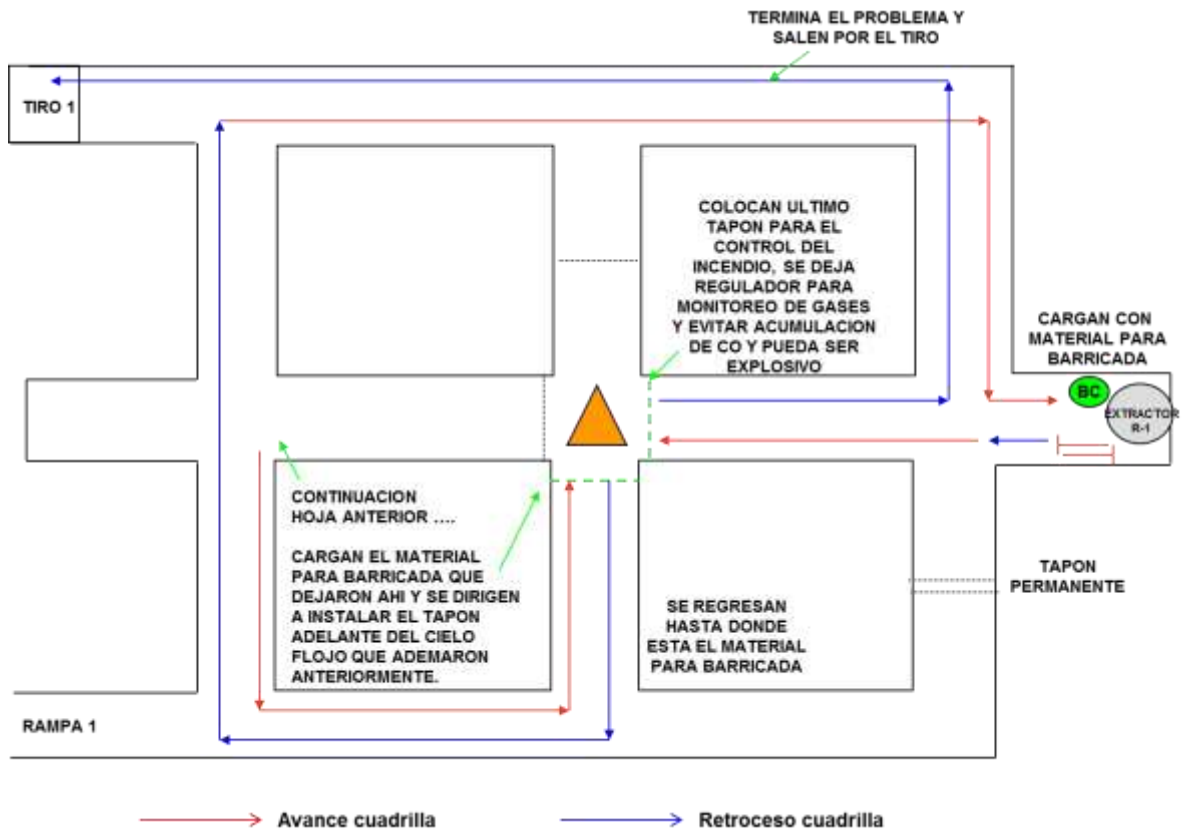 TERMINA EL PROBLEMA Y
SALEN POR EL TIRO
TIRO 1
COLOCAN ULTIMO
TAPON PARA EL
CONTROL DEL
INCENDIO, SE DEJA
REGULADOR PARA
MONITOREO DE GASES
Y EVITAR ACUMULACION
DE CO Y PUEDA SER
EXPLOSIVO
CARGAN CON
MATERIAL PARA
BARRICADA
BC
EXTRACTOR
R-1
CONTINUACION
HOJA ANTERIOR ....
CARGAN EL MATERIAL
PARA BARRICADA QUE
DEJARON AHI Y SE DIRIGEN
A INSTALAR EL TAPON
ADELANTE DEL CIELO
FLOJO QUE ADEMARON
ANTERIORMENTE.
SE REGRESAN
HASTA DONDE
ESTA EL MATERIAL
PARA BARRICADA
TAPON
PERMANENTE
RAMPA 1
Avance cuadrilla
Retroceso cuadrilla